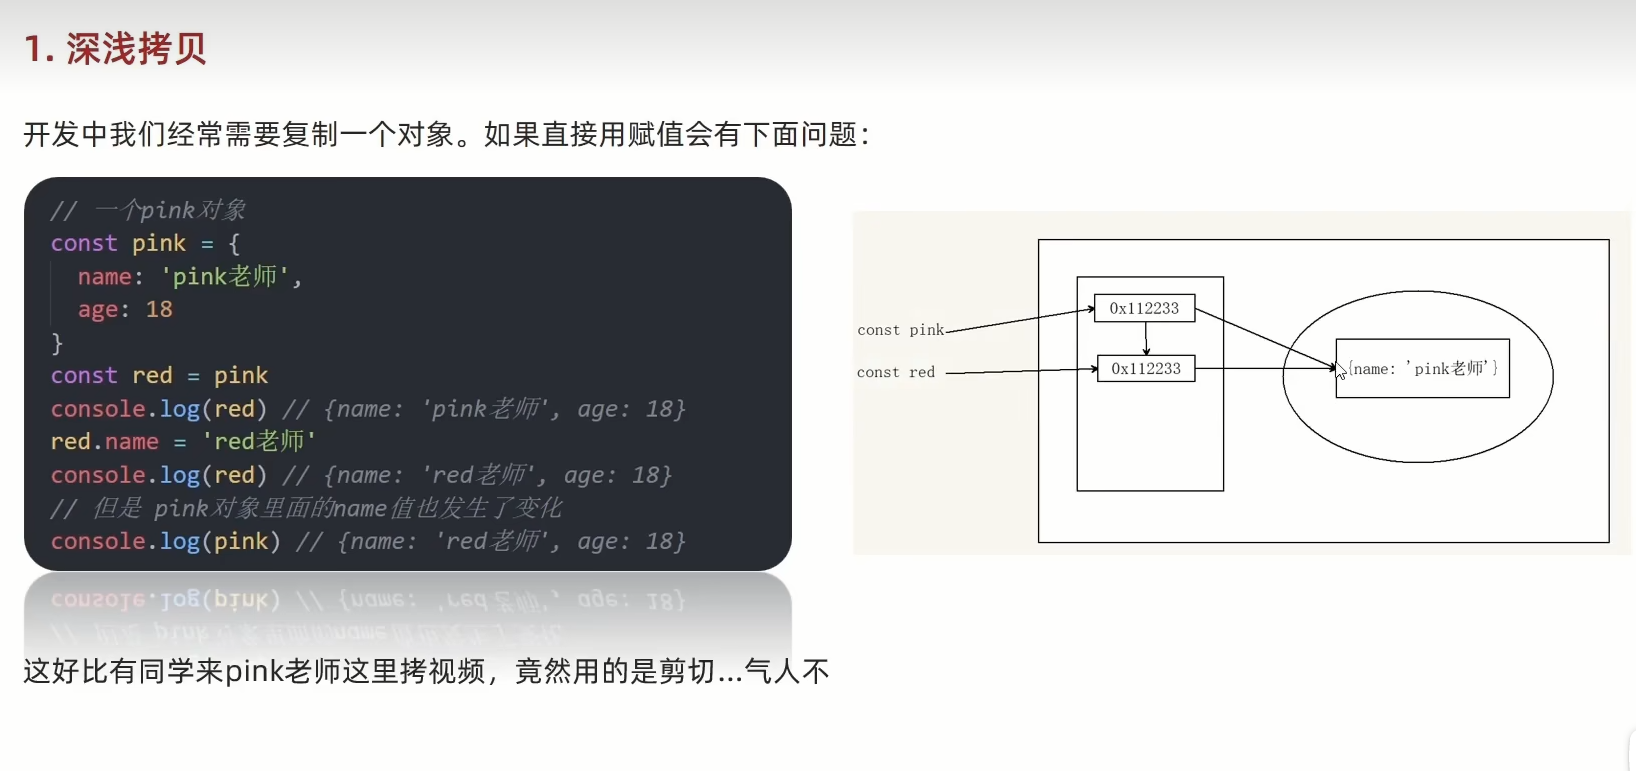 1. 深浅拷贝
开发中我们经常需要复制一个对象。如果直接用赋值会有下面问题：
// 一个pink对象
const pink = {
name: 'pink老师',
age: 18
}
const red = pink
console.log(red) // {name: 'pink老师', age: 18}
red.name = 'red老师'
console.log(red) // {name: 'red老师', age: 18}
// 但是 pink对象里面的name值也发生了变化
console.log(pink) // {name: 'red老师', age: 18}
const pink
const red
0x112233
0x112233
{name: 'pink老师'}
这好比有同学来pink老师这里拷视频，竟然用的是剪切...气人不